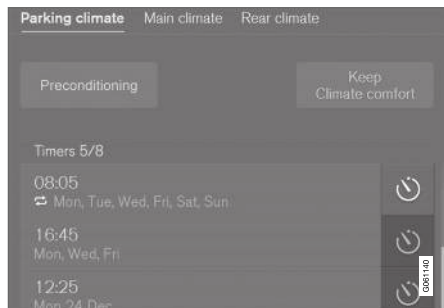 Parking climate Main climate Rear climate
Preconditioning
Keep
Climate comfort
Timers 5/8
08:05
Mon, Tue, Wed, Fri, Sat, Sun
16:45
Mon, Wed, Fri
12:25
Mon 24 Dec
G061140